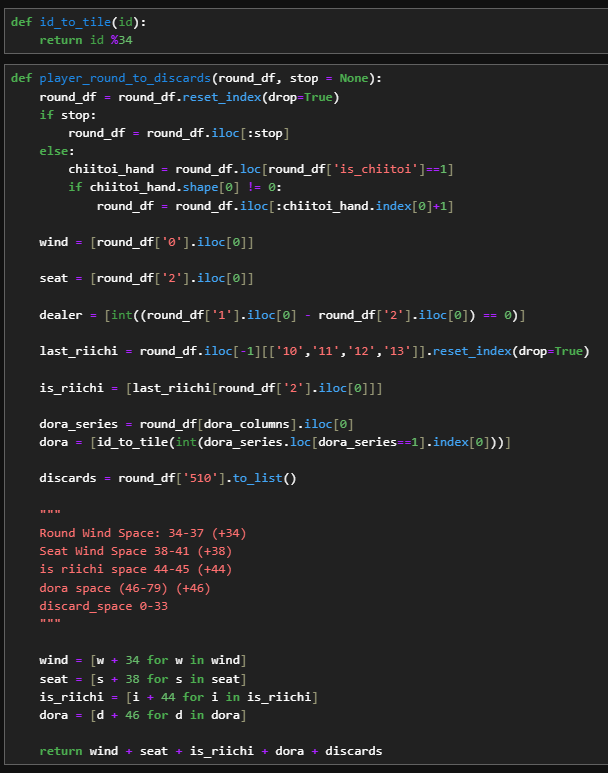 def id_to_tile(id):
    return id %34
def player_round_to_discards(round_df, stop = None):
    round_df = round_df.reset_index(drop=True)
    if stop:
        round_df = round_df.iloc[:stop]
    else:
        chiitoi_hand = round_df.loc[round_df['is_chiitoi']==1]
        if chiitoi_hand.shape[0] != 0:
            round_df = round_df.iloc[:chiitoi_hand.index[0]+1]
    wind = [round_df['0'].iloc[0]]
    seat = [round_df['2'].iloc[0]]
    dealer = [int((round_df['1'].iloc[0] - round_df['2'].iloc[0]) == 0)]
    last_riichi = round_df.iloc[-1][['10','11','12','13']].reset_index(drop=True)
    is_riichi = [last_riichi[round_df['2'].iloc[0]]]
    dora_series = round_df[dora_columns].iloc[0]
    dora = [id_to_tile(int(dora_series.loc[dora_series==1].index[0]))]
    discards = round_df['510'].to_list()
    """
    Round Wind Space: 34-37 (+34)
    Seat Wind Space 38-41 (+38)
    is riichi space 44-45 (+44)
    dora space (46-79) (+46)
    discard_space 0-33
    """
    wind = [w + 34 for w in wind]
    seat = [s + 38 for s in seat]
    is_riichi = [i + 44 for i in is_riichi]
    dora = [d + 46 for d in dora]
    return wind + seat + is_riichi + dora + discards